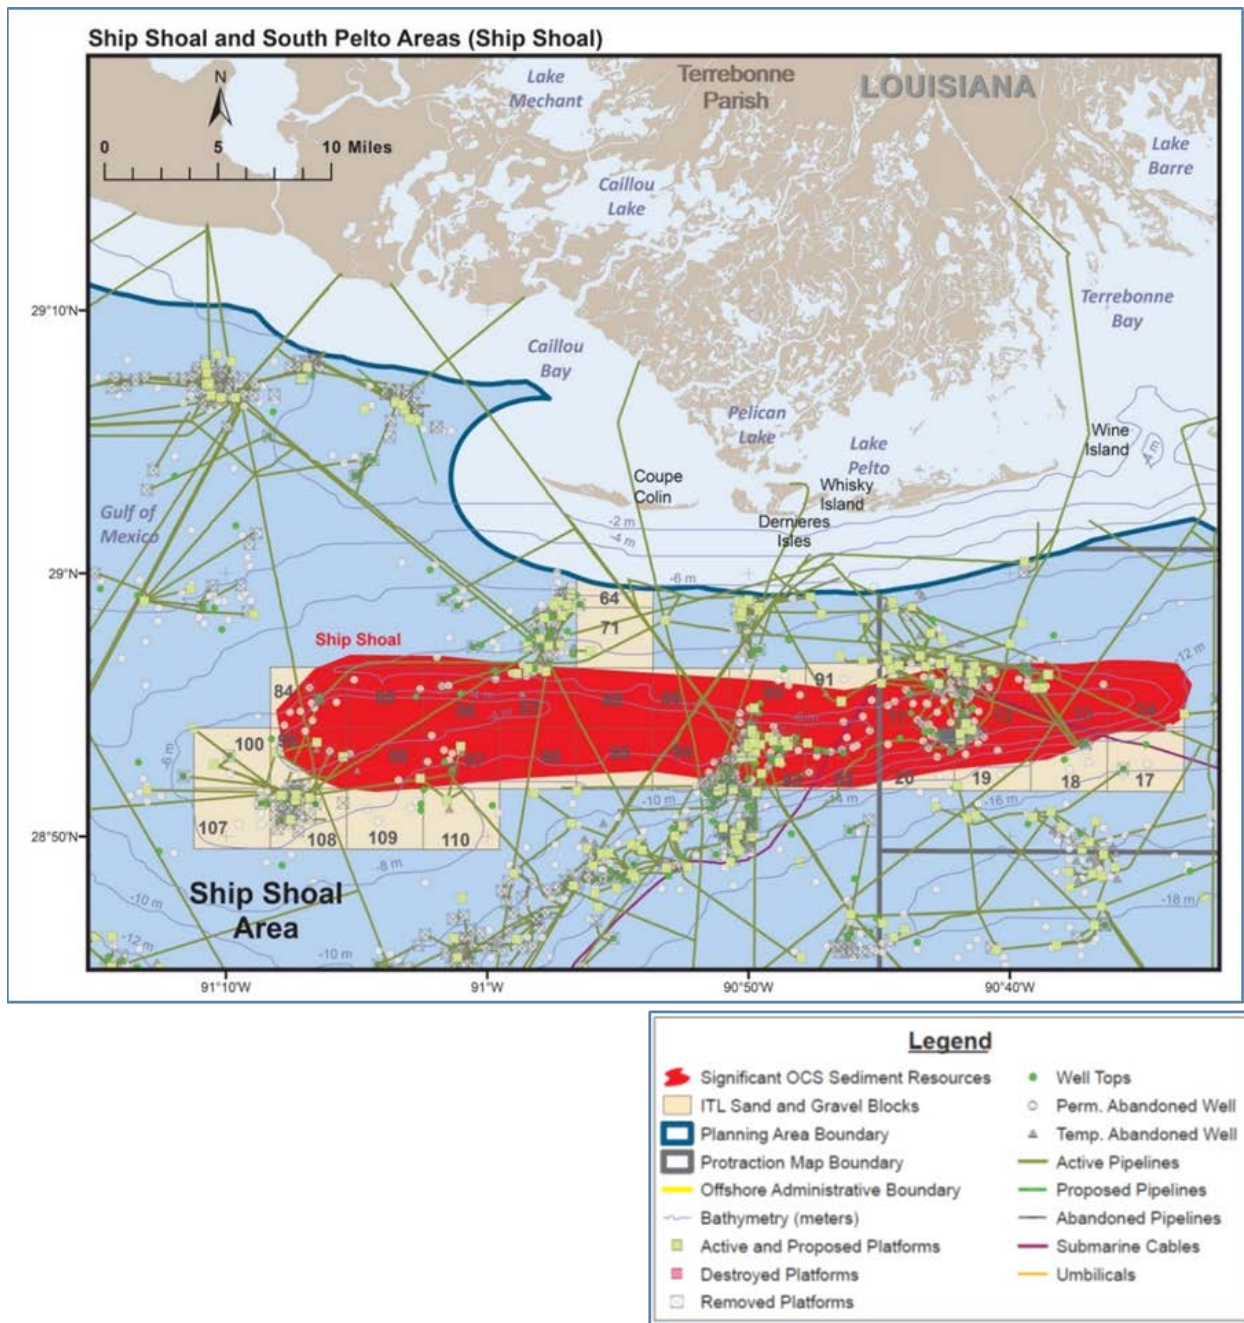 Ship Shoal and South Pelto Areas (Ship Shoal)
N
0 5 10 Miles
Lake
Mechant
Terrebonne
Parish
LOUISIANA
Lake
Barre
Caillou
Lake
Terrebonne
Bay
29°10'N
Caillou
Bay
Pelican
Lake
Lake
Pelto
Wine
Island
-4 m
Coupe
Colin
Whisky
Island
Dernieres
Isles
Gulf of
Mexico
-2 m
-4 m
29°N
-6 m
64
71
Ship Shoal
-12 m
84
91
-4 m
-4 m
100
-6 m
20
19
18
17
-10 m
-14 m
-16 m
107
108
109
110
28°50'N
-8 m
Ship Shoal
Area
-10 m
-18 m
-12 m
-10 m
91°10'W
91°W
90°50'W
90°40'W
Legend
Significant OCS Sediment Resources
ITL Sand and Gravel Blocks
Planning Area Boundary
Protraction Map Boundary
Offshore Administrative Boundary
Bathymetry (meters)
Active and Proposed Platforms
Destroyed Platforms
Removed Platforms
Well Tops
Perm. Abandoned Well
Temp. Abandoned Well
Active Pipelines
Proposed Pipelines
Abandoned Pipelines
Submarine Cables
Umbilicals